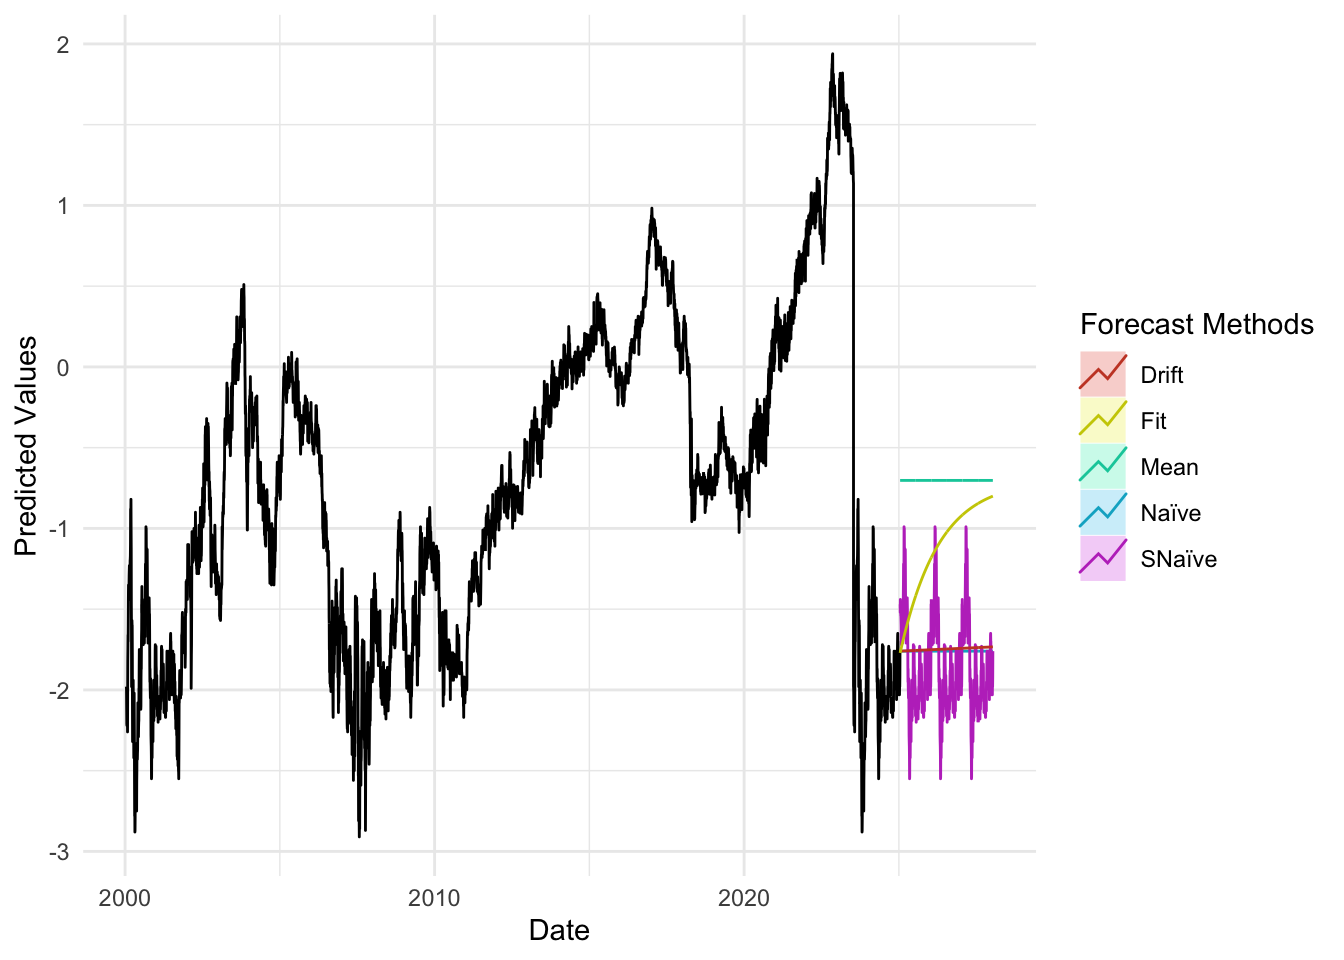 2
1
0
-1
-2
-3
Predicted Values
2000
2010
2020
Date
Forecast Methods
Drift
Fit
Mean
Naïve
SNaïve